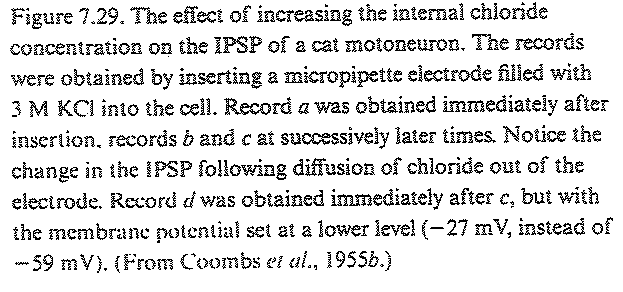 Figure 7.29. The effect of increasing the internal chloride
concentration on the IPSP of a cat motoneuron. The records
were obtained by inserting a micropipette electrode filled with
3 M KCl into the cell. Record a was obtained immediately after
insertion, records b and c at successively later times. Notice the
change in the IPSP following diffusion of chloride out of the
electrode. Record d was obtained immediately after c, but with
the membrane potential set at a lower level (−27 mV, instead of
−59 mV). (From Coombs et al., 1955b.)